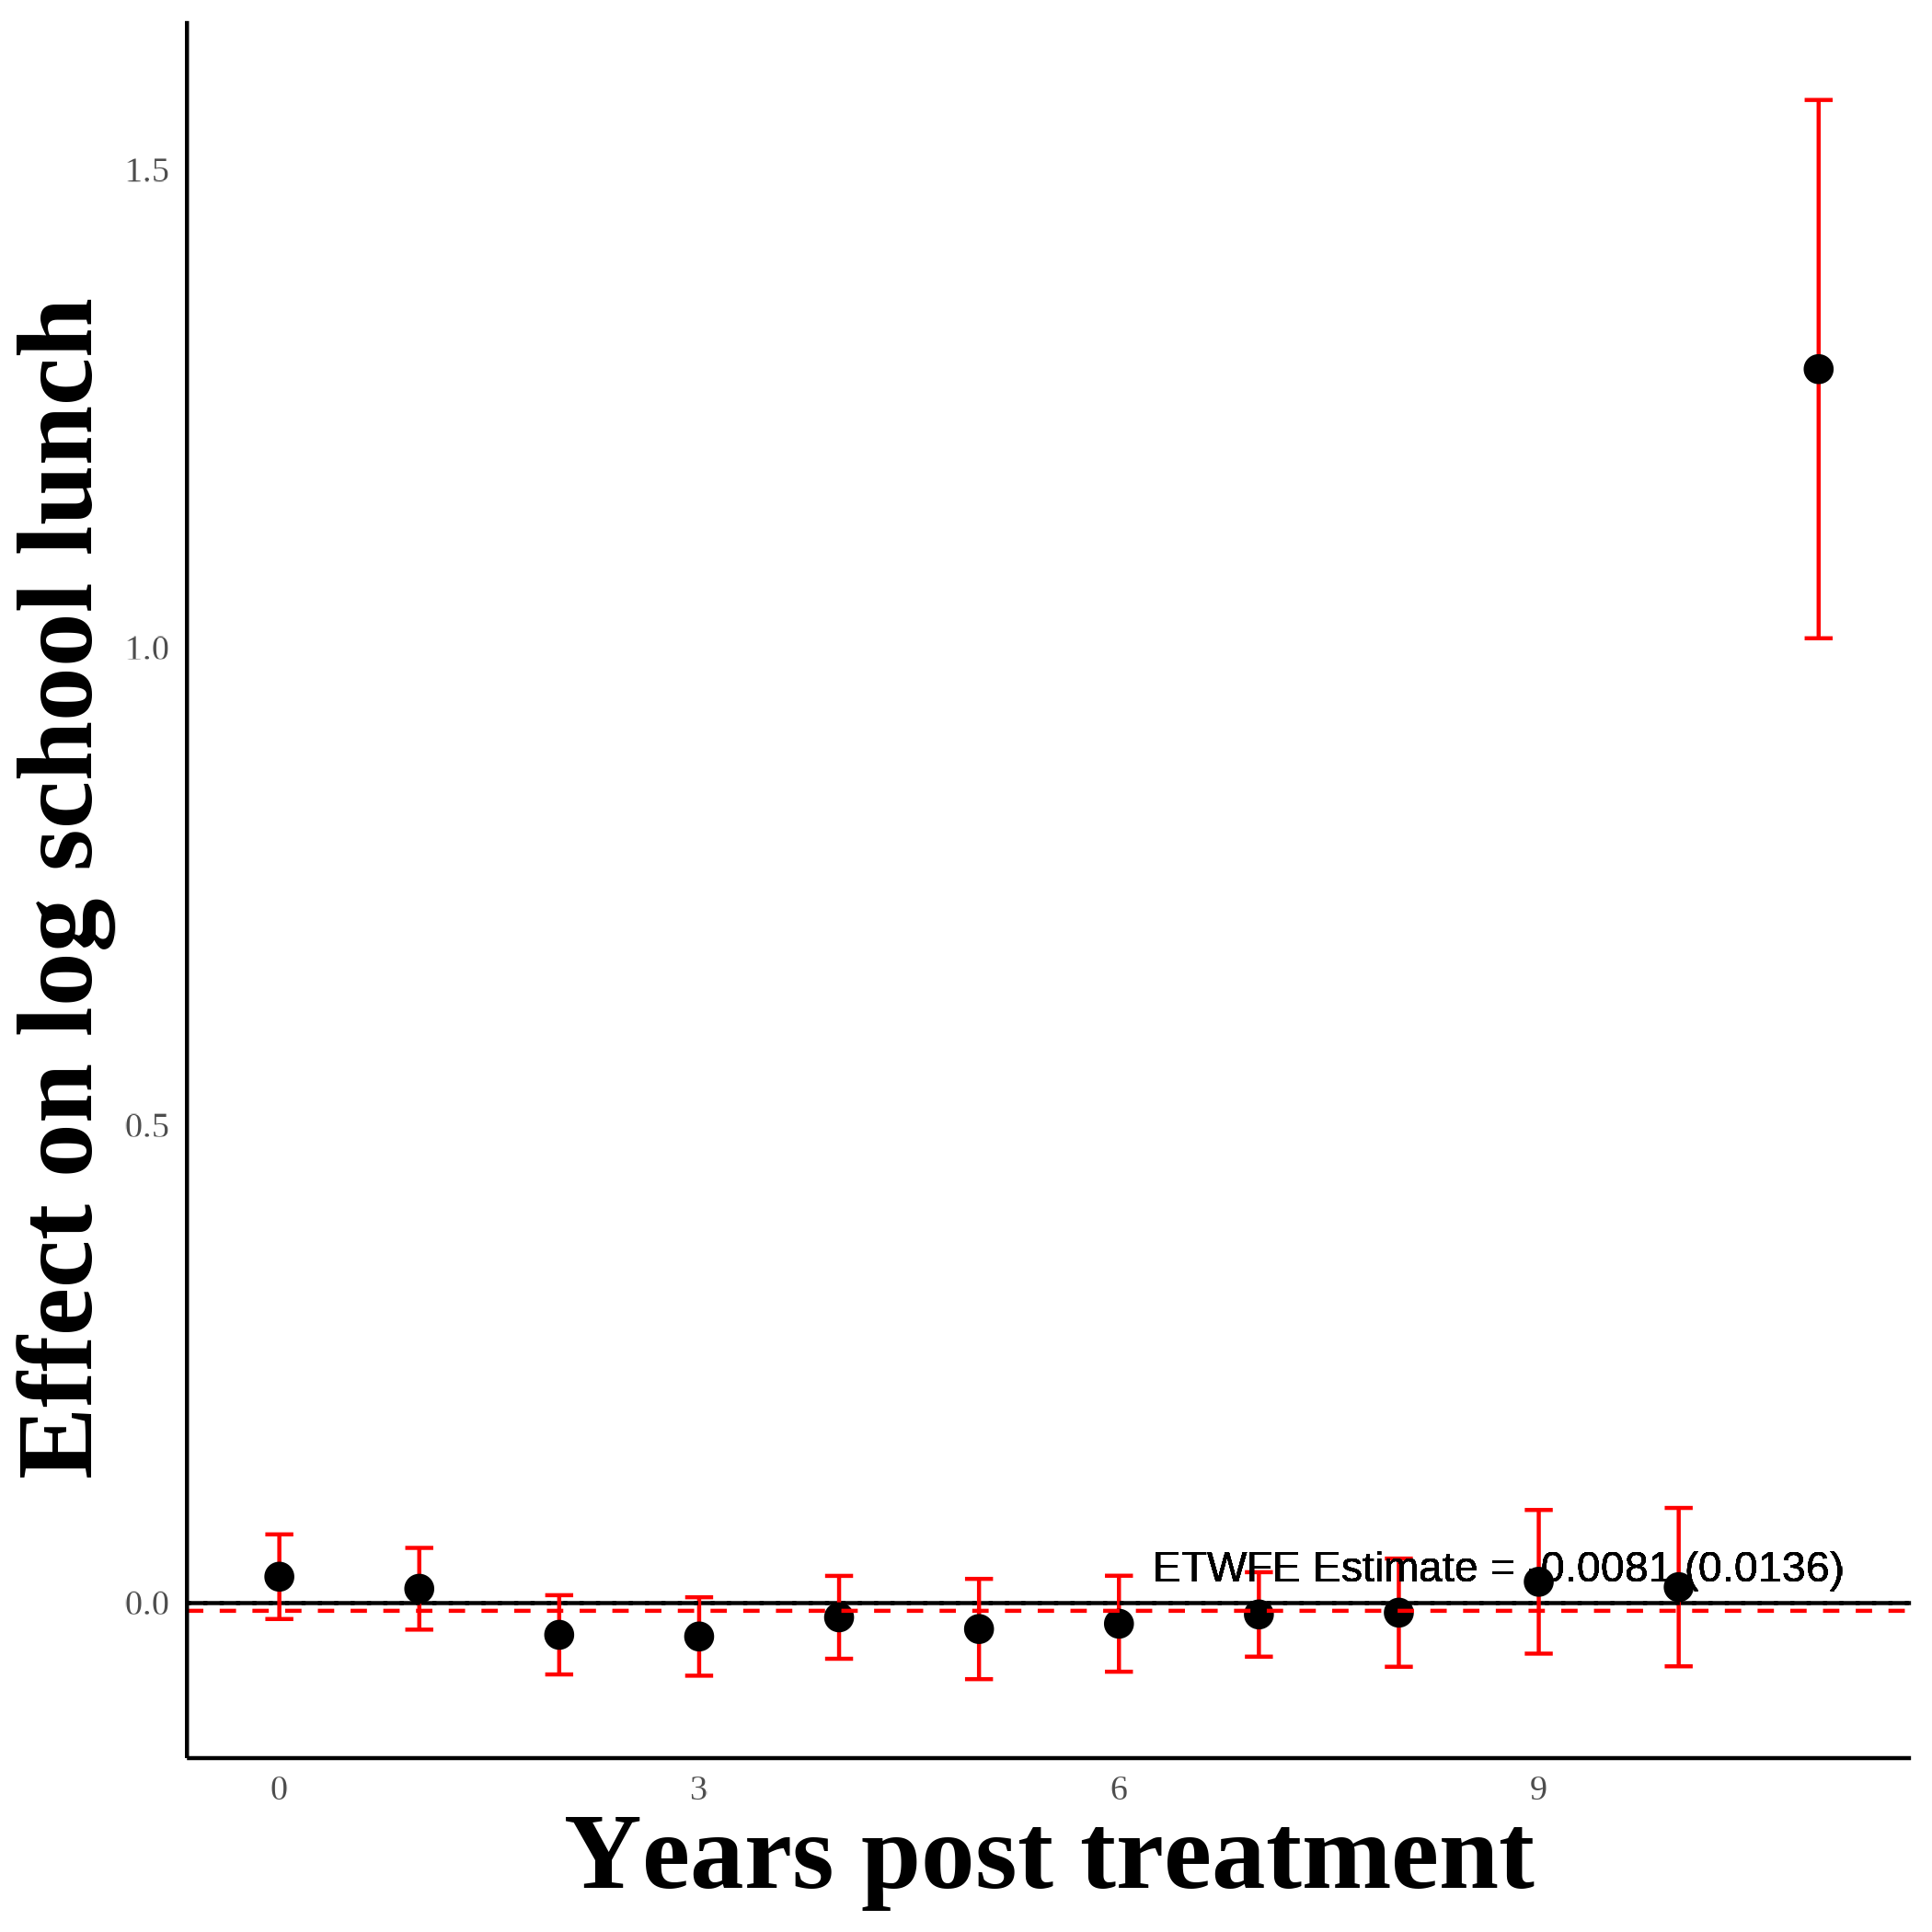 Effect on log school lunch
1.5
1.0
0.5
0.0
ETWFE Estimate = -0.0081 (0.0136)
0 3 6 9
Years post treatment